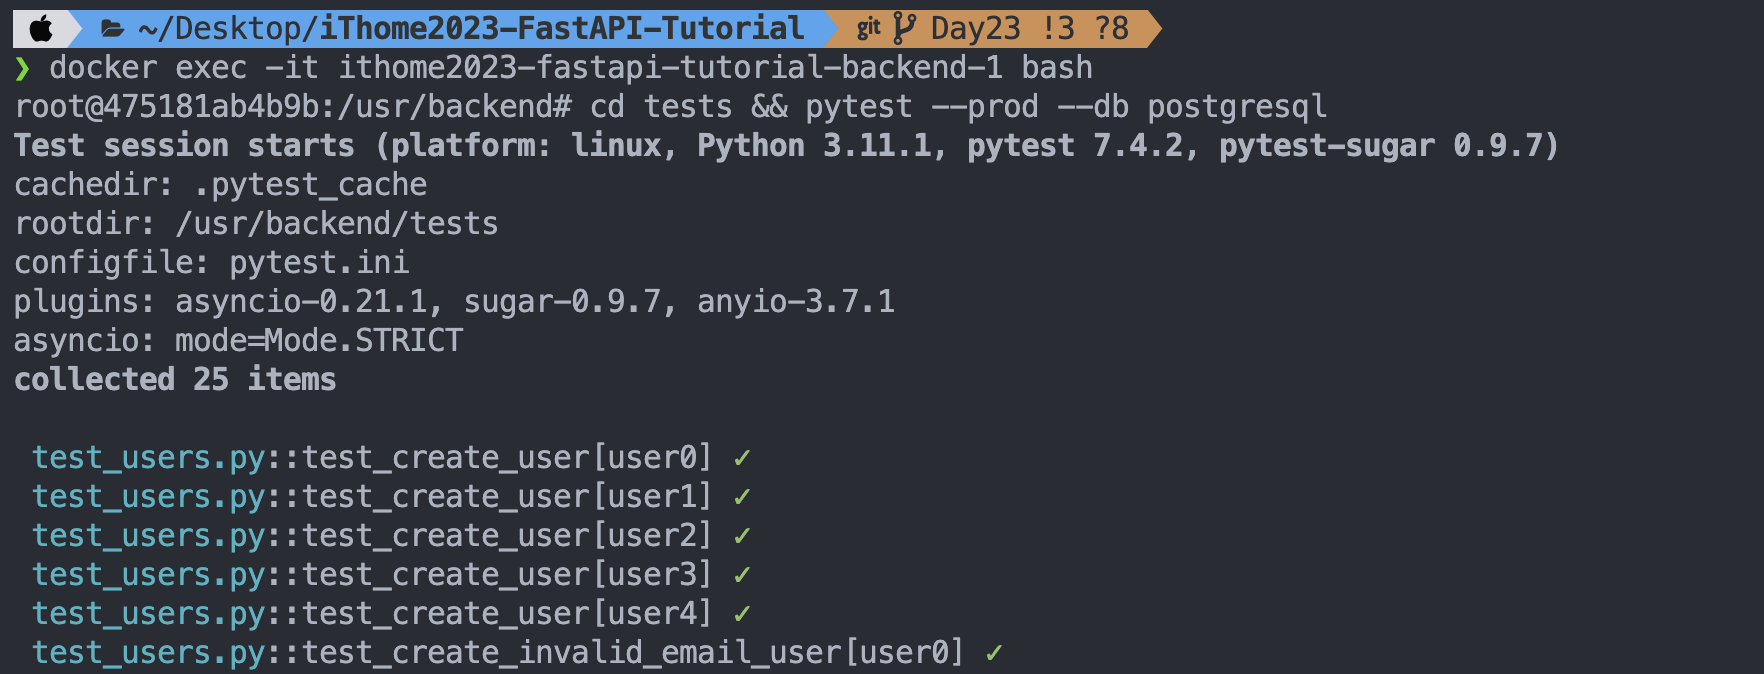 ~/Desktop/iThome2023-FastAPI-Tutorial git Day23 !3 ?8
❯ docker exec -it ithome2023-fastapi-tutorial-backend-1 bash
root@475181ab4b9b:/usr/backend# cd tests && pytest --prod --db postgresql
Test session starts (platform: linux, Python 3.11.1, pytest 7.4.2, pytest-sugar 0.9.7)
cachedir: .pytest_cache
rootdir: /usr/backend/tests
configfile: pytest.ini
plugins: asyncio-0.21.1, sugar-0.9.7, anyio-3.7.1
asyncio: mode=Mode.STRICT
collected 25 items
test_users.py::test_create_user[user0] ✓
test_users.py::test_create_user[user1] ✓
test_users.py::test_create_user[user2] ✓
test_users.py::test_create_user[user3] ✓
test_users.py::test_create_user[user4] ✓
test_users.py::test_create_invalid_email_user[user0] ✓